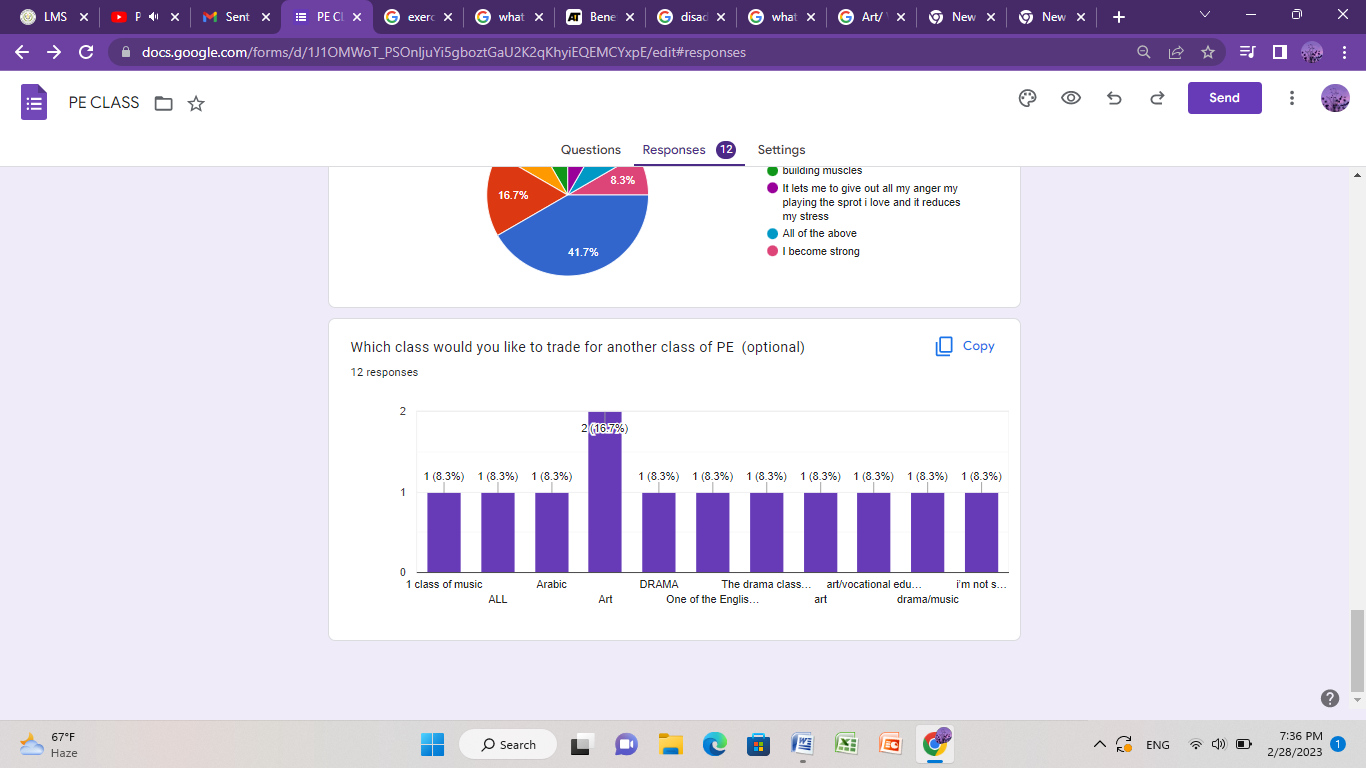 LMS
P
Sent
PE Cl
exerc
what
AT
Bene
disad
what
Art/
New
New
docs.google.com/forms/d/1J1OMWoT_PSOnIjuYi5gboztGaU2K2qKhyiEQEMCYxpE/edit#responses
PE CLASS
Send
Questions
Responses 12
Settings
16.7%
8.3%
41.7%
building muscles
It lets me to give out all my anger my
playing the sprot i love and it reduces
my stress
All of the above
I become strong
Which class would you like to trade for another class of PE (optional)
Copy
12 responses
2
1
0
1 (8.3%)
1 (8.3%)
1 (8.3%)
2 (16.7%)
1 (8.3%)
1 (8.3%)
1 (8.3%)
1 (8.3%)
1 (8.3%)
1 (8.3%)
1 (8.3%)
1 class of music
ALL
Arabic
Art
DRAMA
One of the Englis…
The drama class…
art
art/vocational edu…
drama/music
i'm not s…
67°F
Haze
Search
ENG
7:36 PM
2/28/2023
1